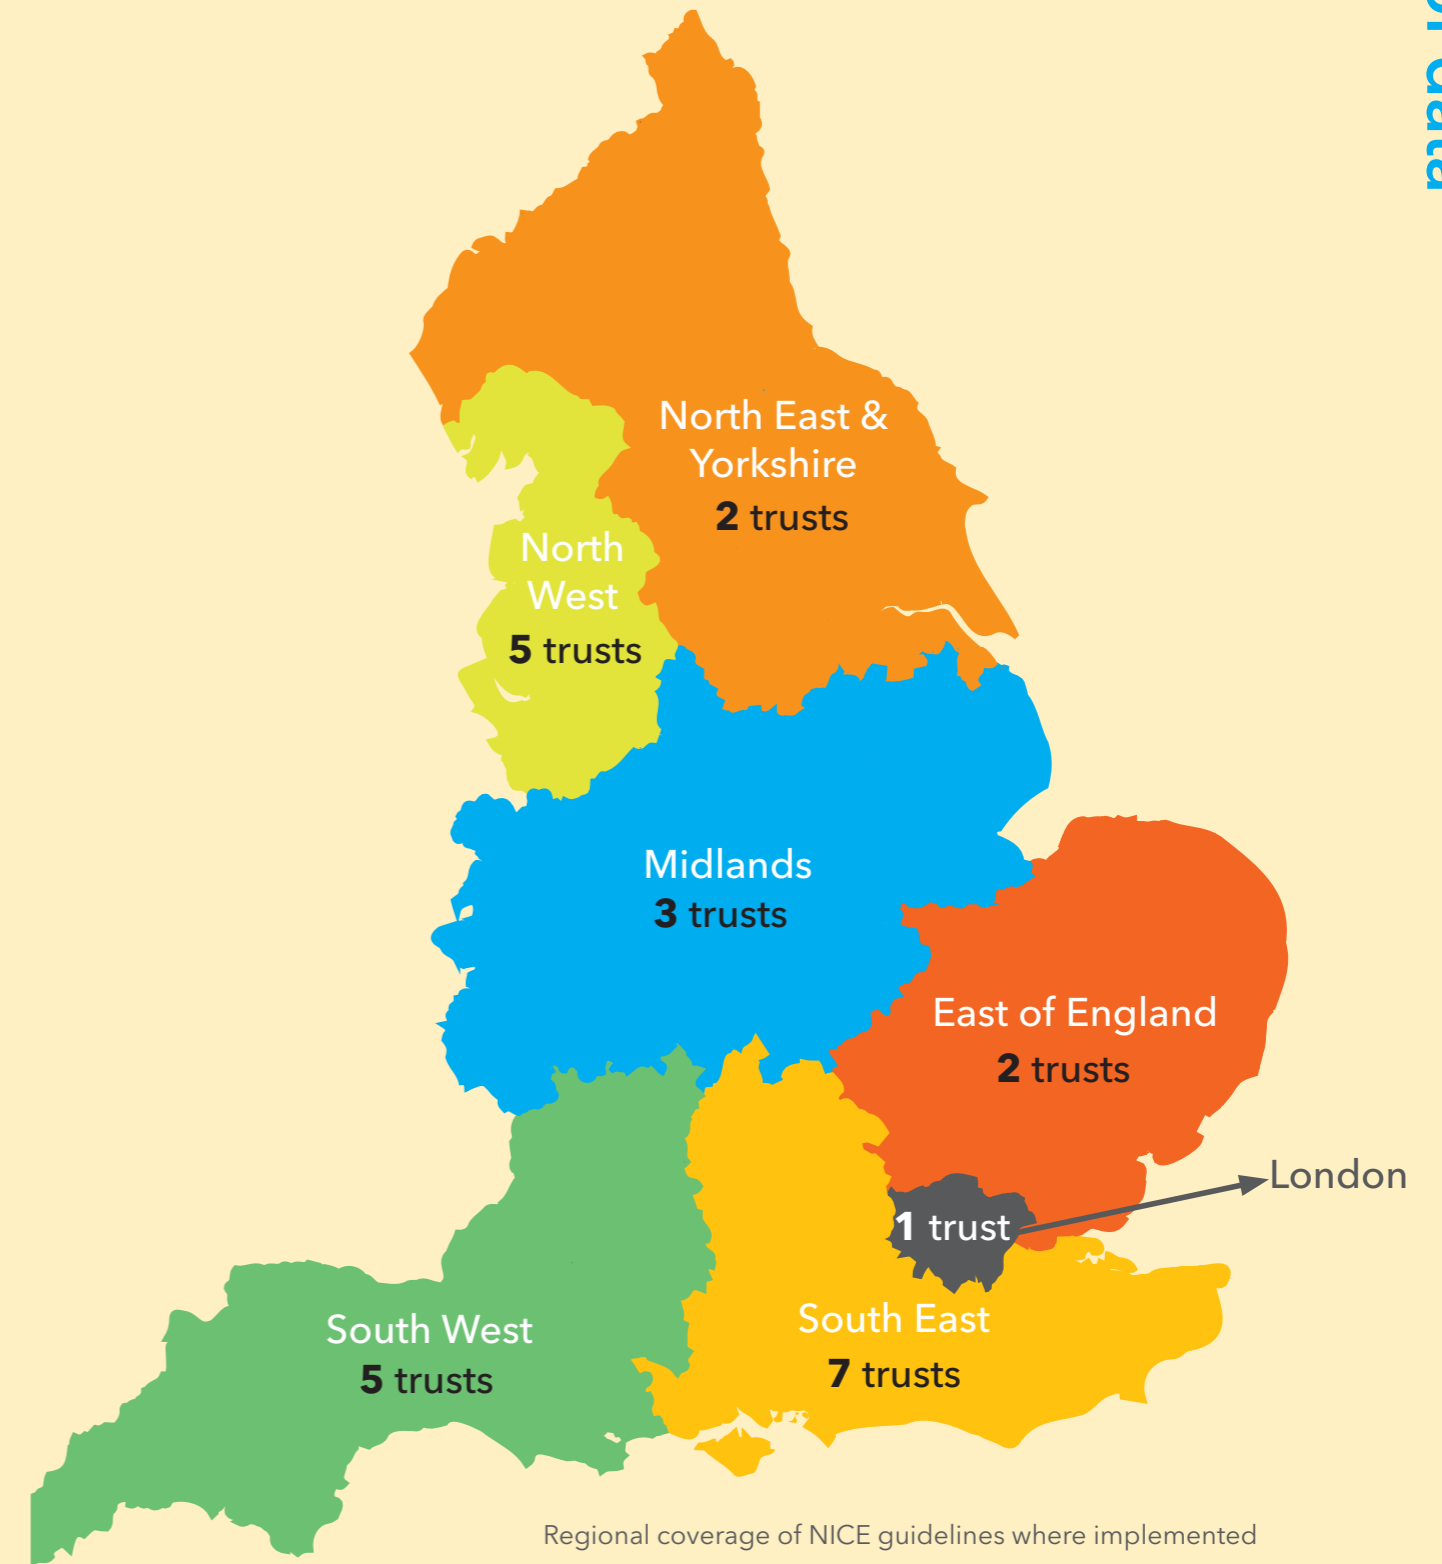 data
North East &
Yorkshire
2 trusts
North
West
5 trusts
Midlands
3 trusts
East of England
2 trusts
London
1 trust
South East
7 trusts
South West
5 trusts
Regional coverage of NICE guidelines where implemented